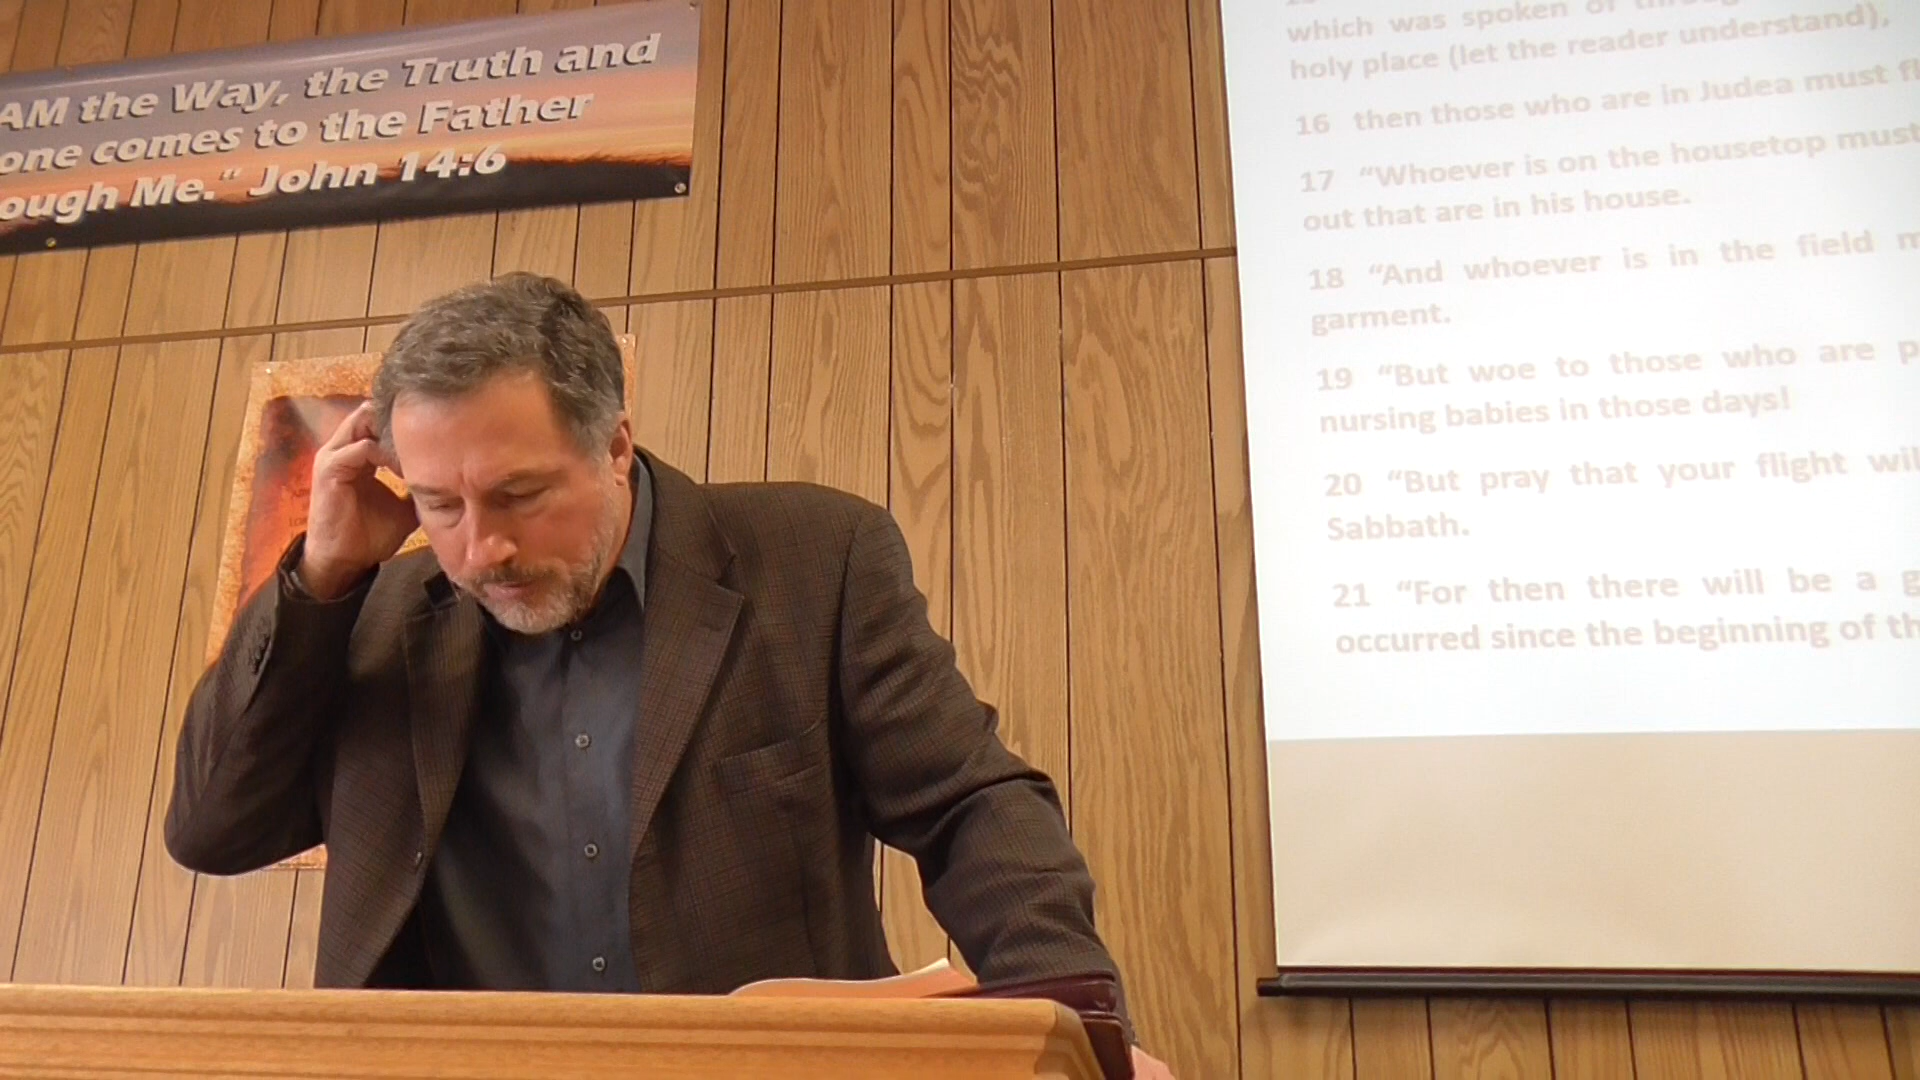 AM the Way, the Truth and
one comes to the Father
ough Me." John 14:6
which was spoken of
holy place (let the reader understand),
16 then those who are in Judea must
17 "Whoever is on the housetop must
out that are in his house.
18 "And whoever is in the field
garment.
19 "But woe to those who are
nursing babies in those days!
20 "But pray that your flight
Sabbath.
21 "For then there will be a
occurred since the beginning of